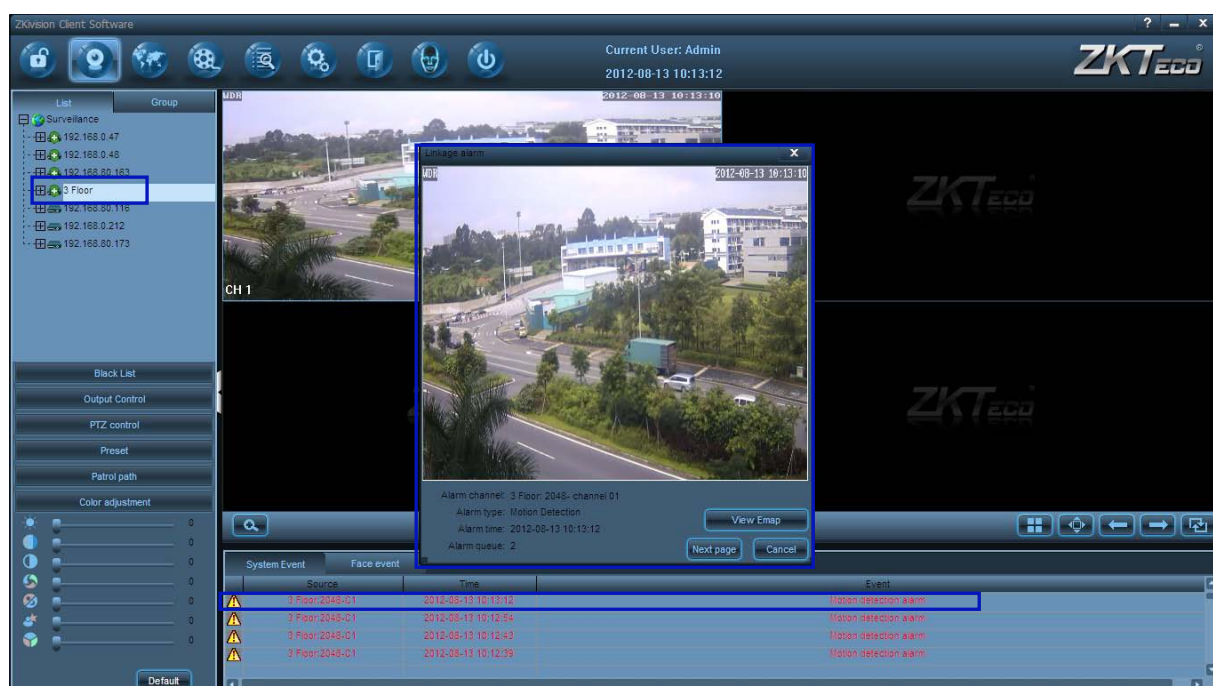 ZKivision Client Software
? – x
Current User: Admin
2012-08-13 10:13:12
ZKTECO
List Group
Surveillance
192.168.0.47
192.168.0.48
192.168.80.163
3 Floor
192.168.80.116
192.168.0.212
192.168.80.173
WDR
2012-08-13 10:13:10
CH 1
ZKTECO
ZKTECO
Linkage alarm X
WDR
2012-08-13 10:13:10
Alarm channel: 3 Floor: 2048- channel 01
Alarm type: Motion Detection
Alarm time: 2012-08-13 10:13:12
Alarm queue: 2
View Emap
Next page Cancel
Black List
Output Control
PTZ control
Preset
Patrol path
Color adjustment
0
0
0
0
0
0
0
Default
System Event Face event
Source Time Event
3 Floor:2048-C1 2012-08-13 10:13:12 Motion detection alarm
3 Floor:2048-C1 2012-08-13 10:12:54 Motion detection alarm
3 Floor:2048-C1 2012-08-13 10:12:43 Motion detection alarm
3 Floor:2048-C1 2012-08-13 10:12:39 Motion detection alarm